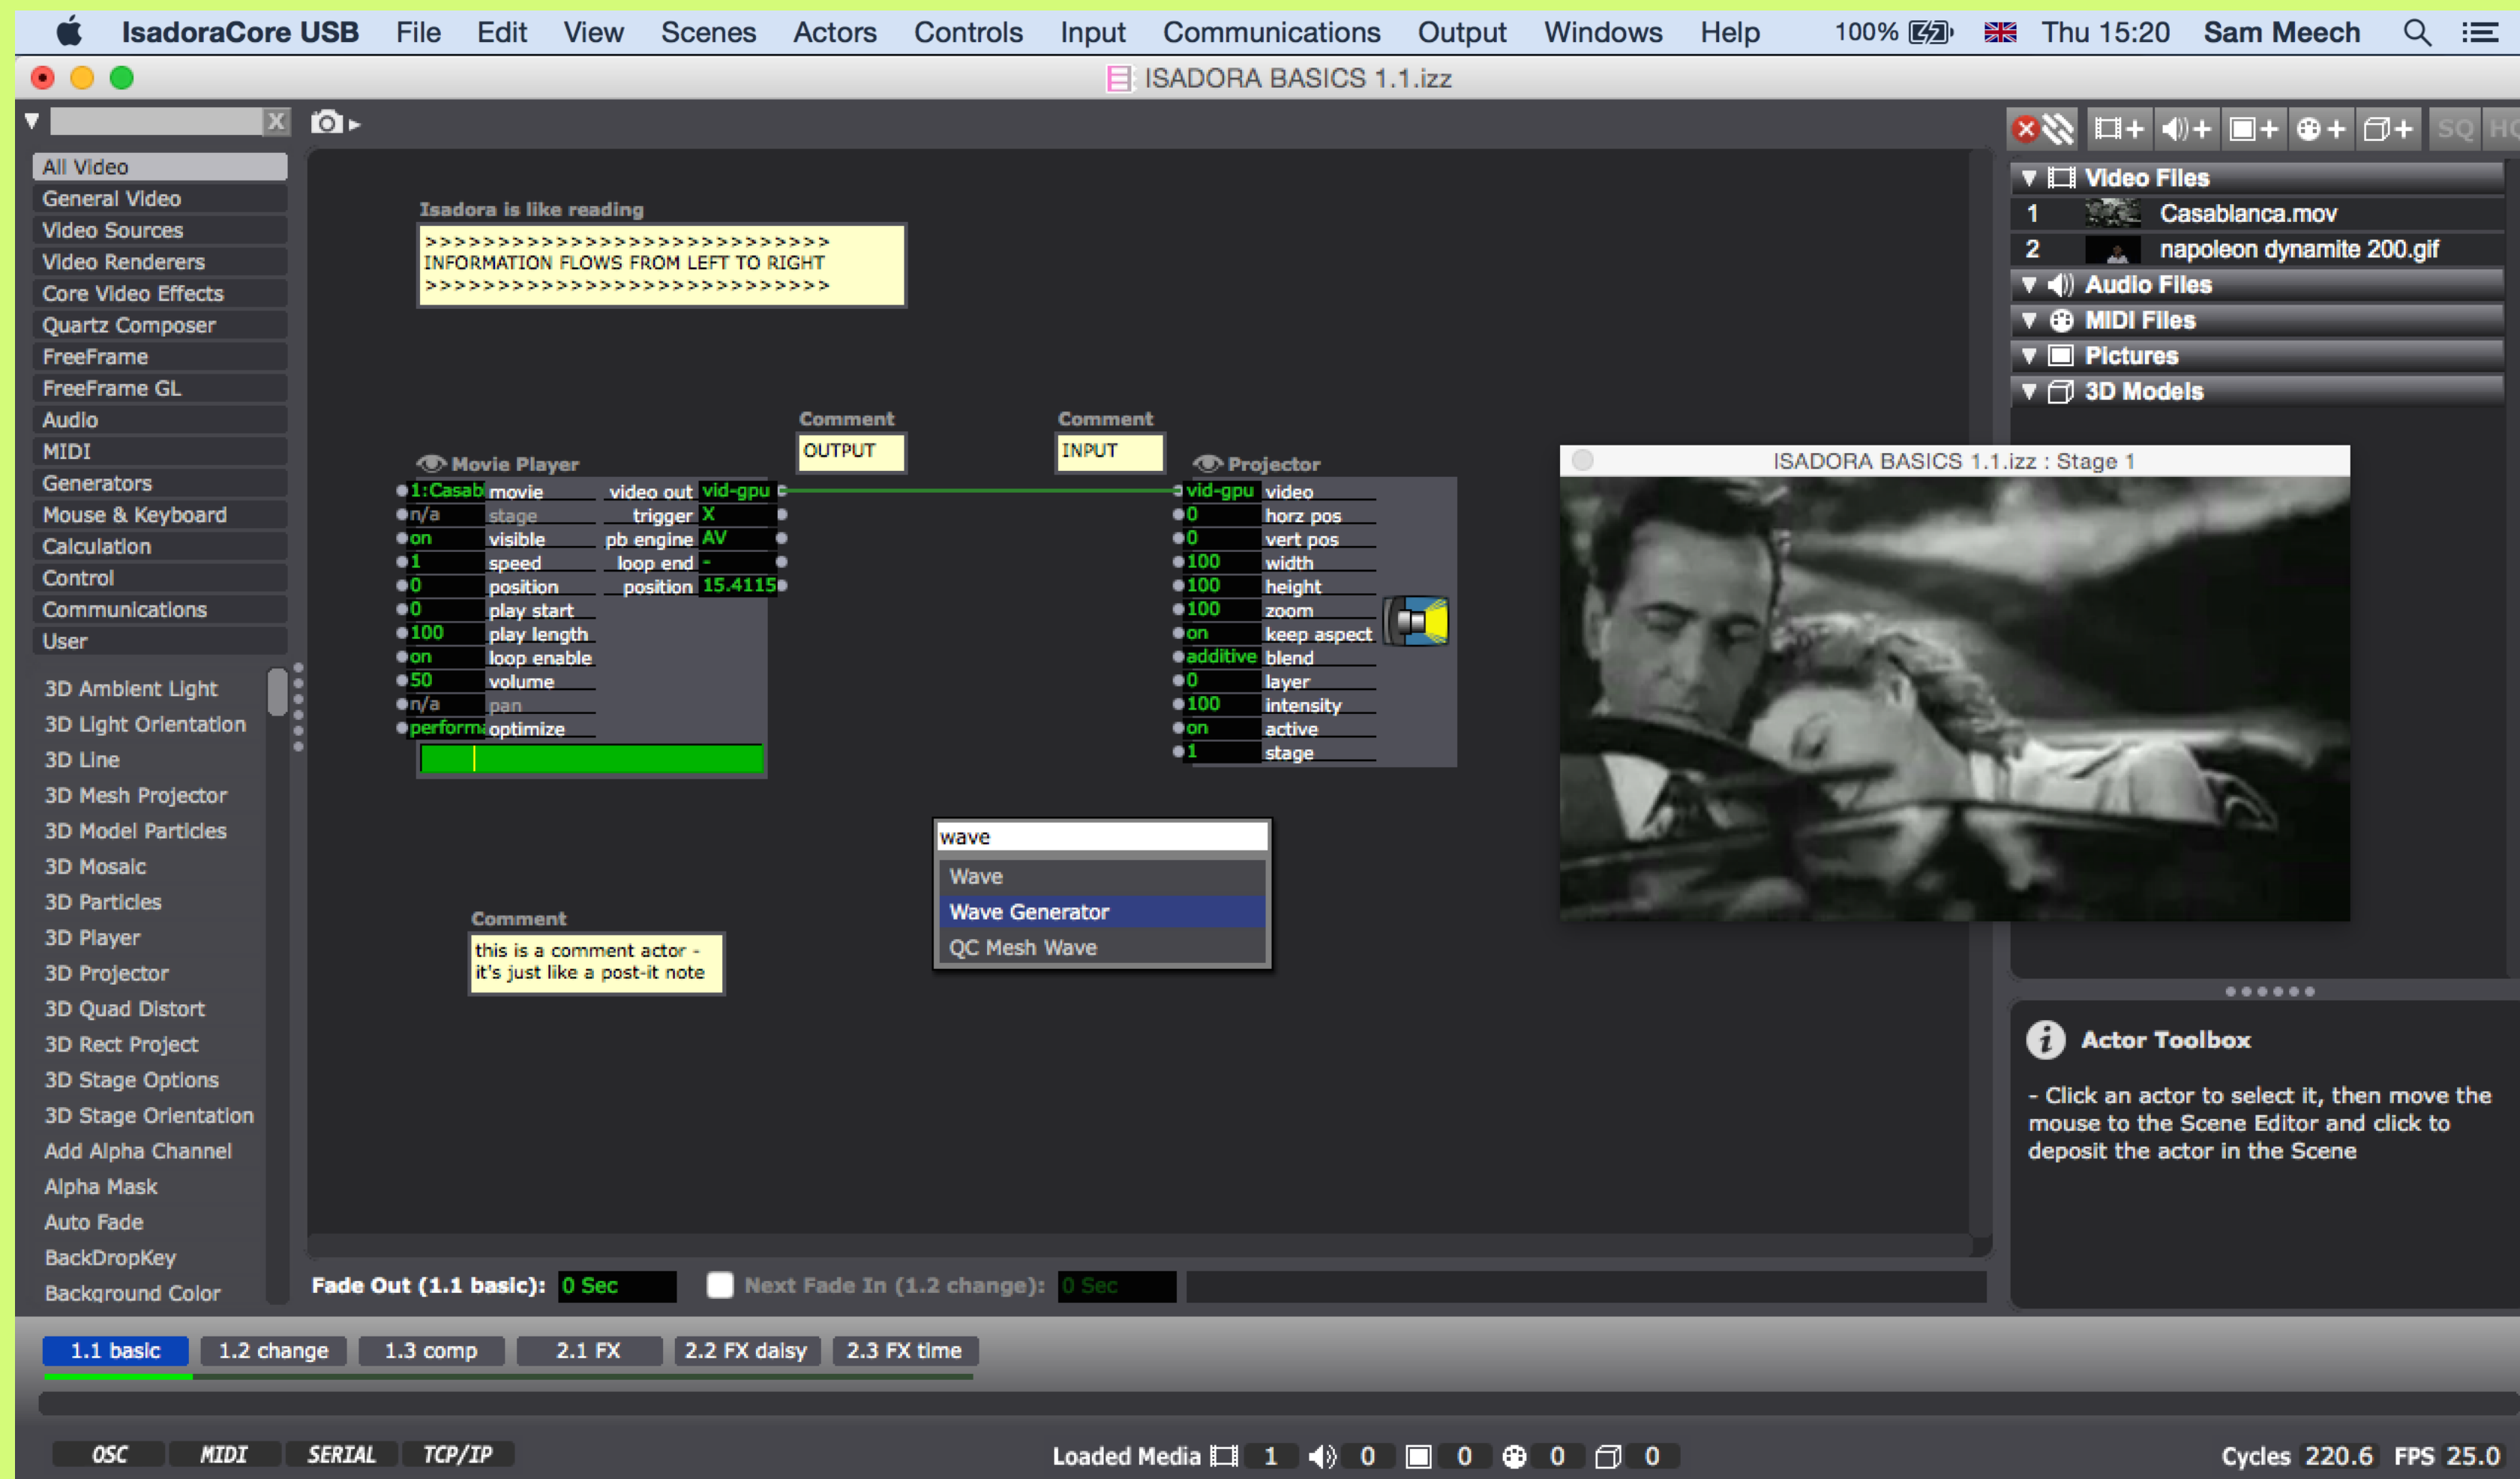 IsadoraCore USB File Edit View Scenes Actors Controls Input Communications Output Windows Help 100% Thu 15:20 Sam Meech
ISADORA BASICS 1.1.izz
X
SQ HQ
All Video
General Video
Video Sources
Video Renderers
Core Video Effects
Quartz Composer
FreeFrame
FreeFrame GL
Audio
MIDI
Generators
Mouse & Keyboard
Calculation
Control
Communications
User
3D Ambient Light
3D Light Orientation
3D Line
3D Mesh Projector
3D Model Particles
3D Mosaic
3D Particles
3D Player
3D Projector
3D Quad Distort
3D Rect Project
3D Stage Options
3D Stage Orientation
Add Alpha Channel
Alpha Mask
Auto Fade
BackDropKey
Background Color
Isadora is like reading
>>>>>>>>>>>>>>>>>>>>>>>>>>>>
INFORMATION FLOWS FROM LEFT TO RIGHT
>>>>>>>>>>>>>>>>>>>>>>>>>>>>
Comment
OUTPUT
Comment
INPUT
Movie Player
1:Casab movie video out vid-gpu
n/a stage trigger X
on visible pb engine AV
1 speed loop end -
0 position position 15.4115
0 play start
100 play length
on loop enable
50 volume
n/a pan
performa optimize
Projector
vid-gpu video
0 horz pos
0 vert pos
100 width
100 height
100 zoom
on keep aspect
additive blend
0 layer
100 intensity
on active
1 stage
wave
Wave
Wave Generator
QC Mesh Wave
Comment
this is a comment actor -
it's just like a post-it note
Video Files
1 Casablanca.mov
2 napoleon dynamite 200.gif
Audio Files
MIDI Files
Pictures
3D Models
ISADORA BASICS 1.1.izz : Stage 1
Actor Toolbox
- Click an actor to select it, then move the
mouse to the Scene Editor and click to
deposit the actor in the Scene
Fade Out (1.1 basic): 0 Sec Next Fade In (1.2 change): 0 Sec
1.1 basic 1.2 change 1.3 comp 2.1 FX 2.2 FX daisy 2.3 FX time
OSC MIDI SERIAL TCP/IP Loaded Media 1 0 0 0 0 Cycles 220.6 FPS 25.0